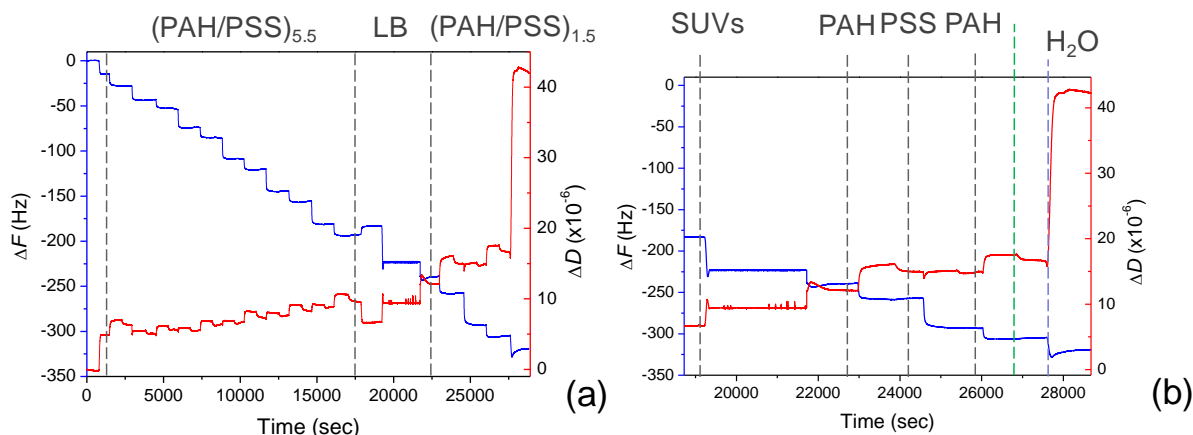 (PAH/PSS)5.5 LB (PAH/PSS)1.5
0
-50
-100
-150
-200
-250
-300
-350
ΔF (Hz)
0 5000 10000 15000 20000 25000
Time (sec)
40
30
20
10
0
ΔD (x10-6)
(a)
SUVs PAH PSS PAH H2O
0
-50
-100
-150
-200
-250
-300
-350
ΔF (Hz)
20000 22000 24000 26000 28000
Time (sec)
40
30
20
10
0
ΔD (x10-6)
(b)